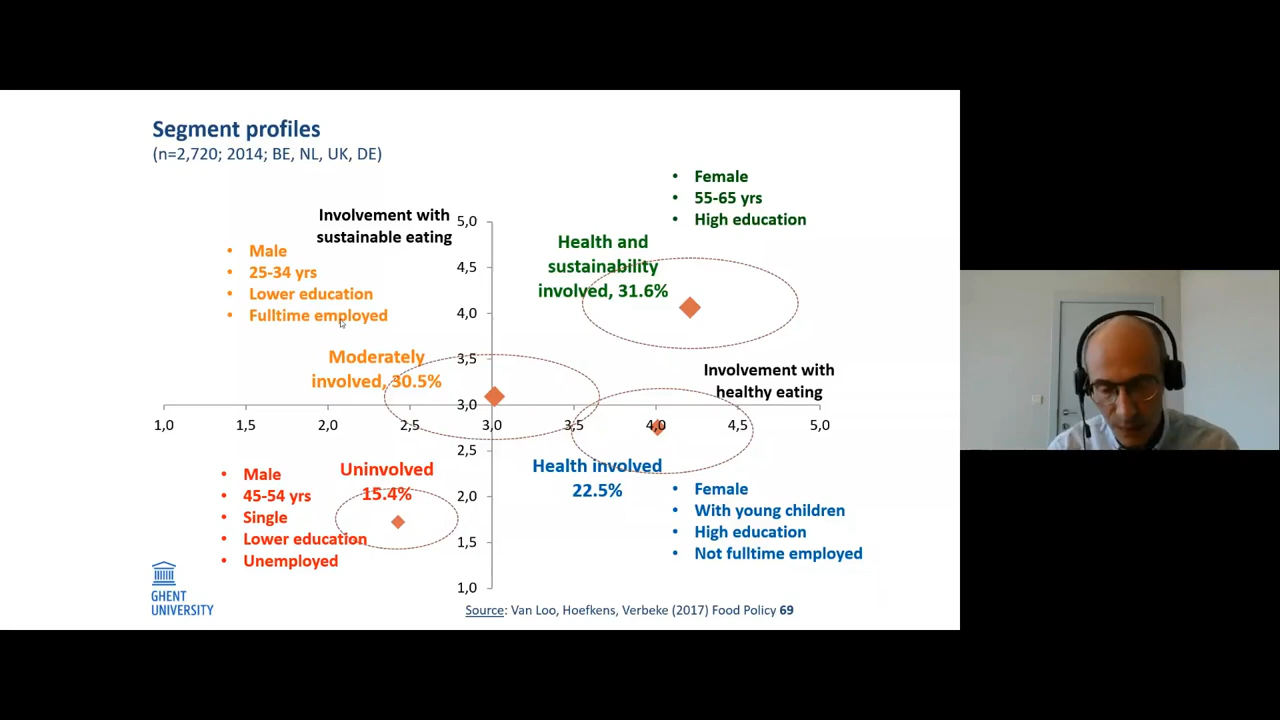 Segment profiles
(n=2,720; 2014; BE, NL, UK, DE)
• Female
• 55-65 yrs
• High education
Involvement with
sustainable eating
5,0
Health and
sustainability
involved, 31.6%
• Male
• 25-34 yrs
• Lower education
• Fulltime employed
4,5
4,0
Moderately
involved, 30.5%
3,5
Involvement with
healthy eating
3,0
1,0 1,5 2,0 2,5 3,0 3,5 4,0 4,5 5,0
2,5
Uninvolved
15.4%
Health involved
22.5%
• Male
• 45-54 yrs
• Single
• Lower education
• Unemployed
2,0
1,5
1,0
• Female
• With young children
• High education
• Not fulltime employed
GHENT
UNIVERSITY
Source: Van Loo, Hoefkens, Verbeke (2017) Food Policy 69